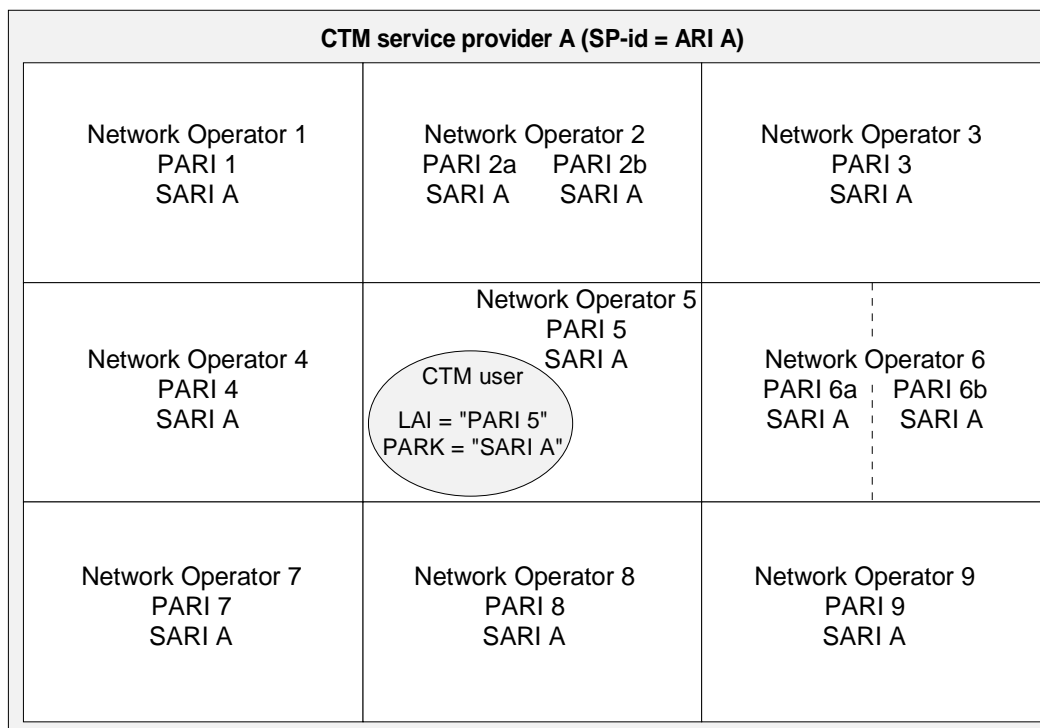 CTM service provider A (SP-id = ARI A)
Network Operator 1
PARI 1
SARI A
Network Operator 2
PARI 2a PARI 2b
SARI A SARI A
Network Operator 3
PARI 3
SARI A
Network Operator 4
PARI 4
SARI A
Network Operator 5
PARI 5
SARI A
CTM user
LAI = "PARI 5"
PARK = "SARI A"
Network Operator 6
PARI 6a PARI 6b
SARI A SARI A
Network Operator 7
PARI 7
SARI A
Network Operator 8
PARI 8
SARI A
Network Operator 9
PARI 9
SARI A